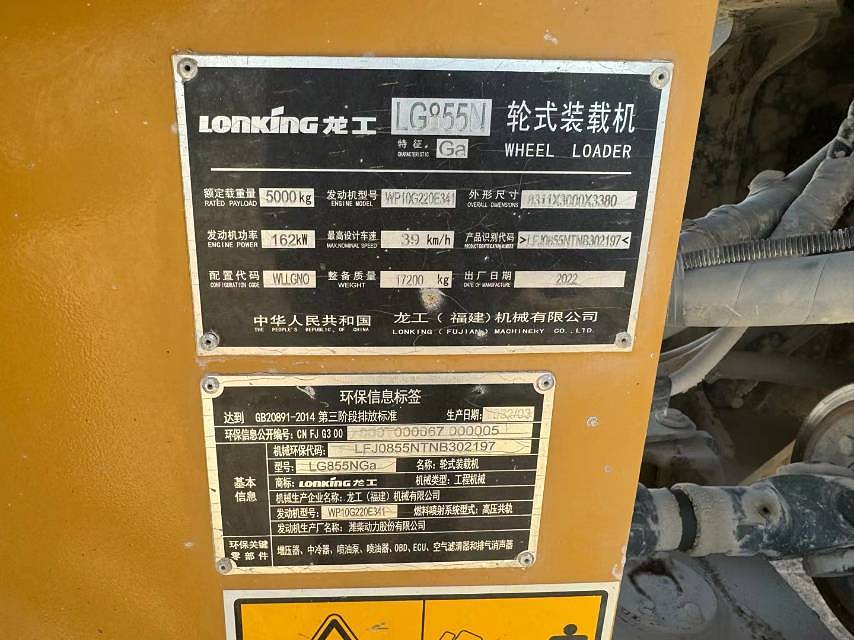 LONKING 龙工 LG855N 轮式装载机
特征: Ga WHEEL LOADER
CHARACTERISTIC
额定载重量 5000kg 发动机型号 WP10G220E341 外形尺寸 8311X3000X3380
RATED PAYLOAD ENGINE MODEL OVERALL DIMENSIONS
发动机功率 162kW 最高设计车速 39 km/h 产品识别代码 >LFJ0855NTNB302197<
ENGINE POWER MAX.NOMINAL SPEED PRODUCT IDENTIFICATION NUMBER
配置代码 WLLGNO 整备质量 17200 kg 出厂日期 2022
CONFIGURATION CODE WEIGHT DATE OF MANUFACTURE
中华人民共和国 龙工(福建)机械有限公司
THE PEOPLE'S REPUBLIC OF CHINA LONKING (FUJIAN) MACHINERY CO.,LTD.
环保信息标签
达到 GB20891-2014 第三阶段排放标准 生产日期:
环保信息公开编号: CN FJ G3 00 000067 000005
机械环保代码: LFJ0855NTNB302197
基本信息 型号: LG855NGa 名称: 轮式装载机
商标: LONKING 龙工 机械类型: 工程机械
机械生产企业名称: 龙工(福建)机械有限公司
发动机型号: WP10G220E341 燃料喷射系统型式: 高压共轨
发动机生产厂名称: 潍柴动力股份有限公司
环保关键零部件 增压器、中冷器、喷油泵、喷油器、OBD、ECU、空气滤清器和排气消声器